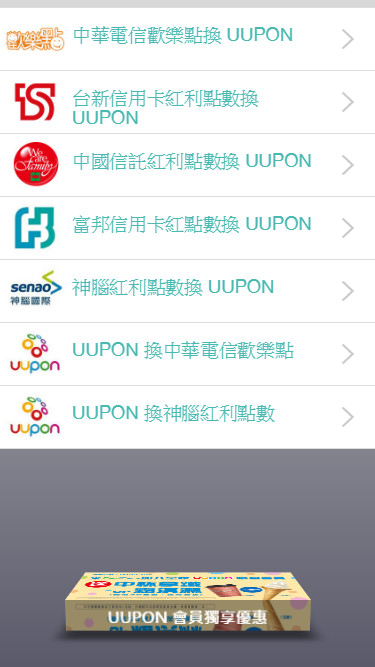 歡樂點
中華電信歡樂點換 UUPON
台新信用卡紅利點數換
UUPON
We are Family
中國信託紅利點數換 UUPON
富邦信用卡紅點數換 UUPON
senao
神腦國際
神腦紅利點數換 UUPON
uupon
UUPON 換中華電信歡樂點
uupon
UUPON 換神腦紅利點數
送
UUPON 會員獨享優惠